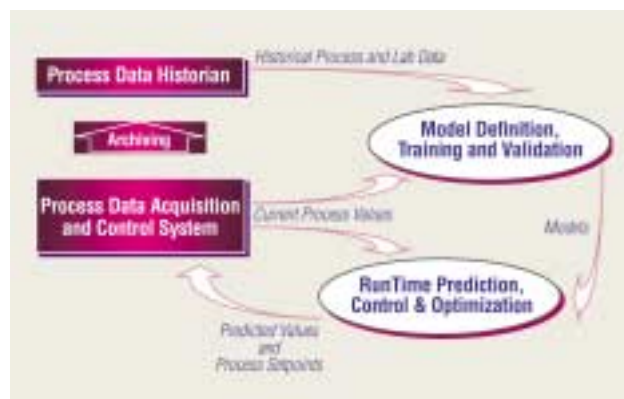 Historical Process and Lab Data
Process Data Historian
Model Definition,
Training and Validation
Archiving
Process Data Acquisition
and Control System
Current Process Values
Models
RunTime Prediction,
Control & Optimization
Predicted Values
and
Process Setpoints